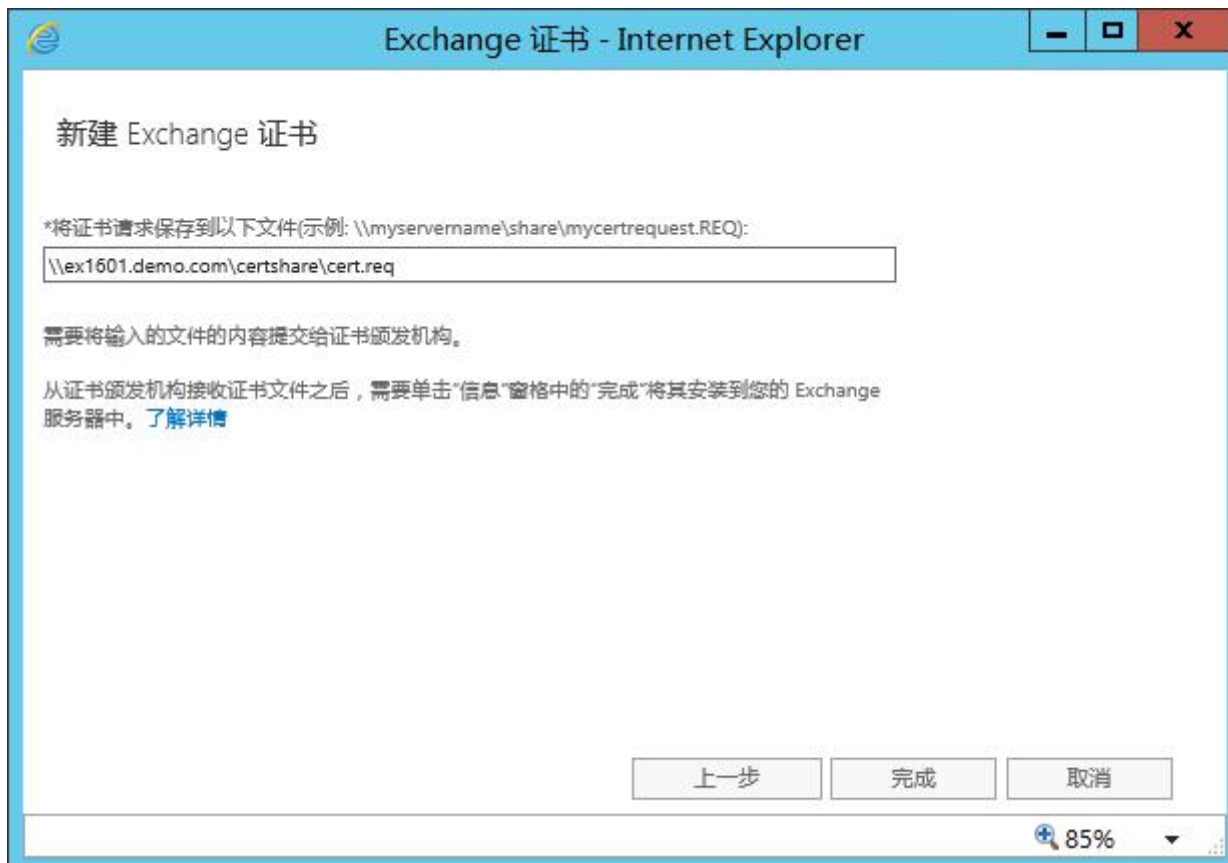 Exchange 证书 - Internet Explorer
新建 Exchange 证书
*将证书请求保存到以下文件(示例: \\myservername\share\mycertrequest.REQ):
\\ex1601.demo.com\certshare\cert.req
需要将输入的文件的内容提交给证书颁发机构。
从证书颁发机构接收证书文件之后，需要单击“信息”窗格中的“完成”将其安装到您的 Exchange
服务器中。了解详情
上一步 完成 取消
85%